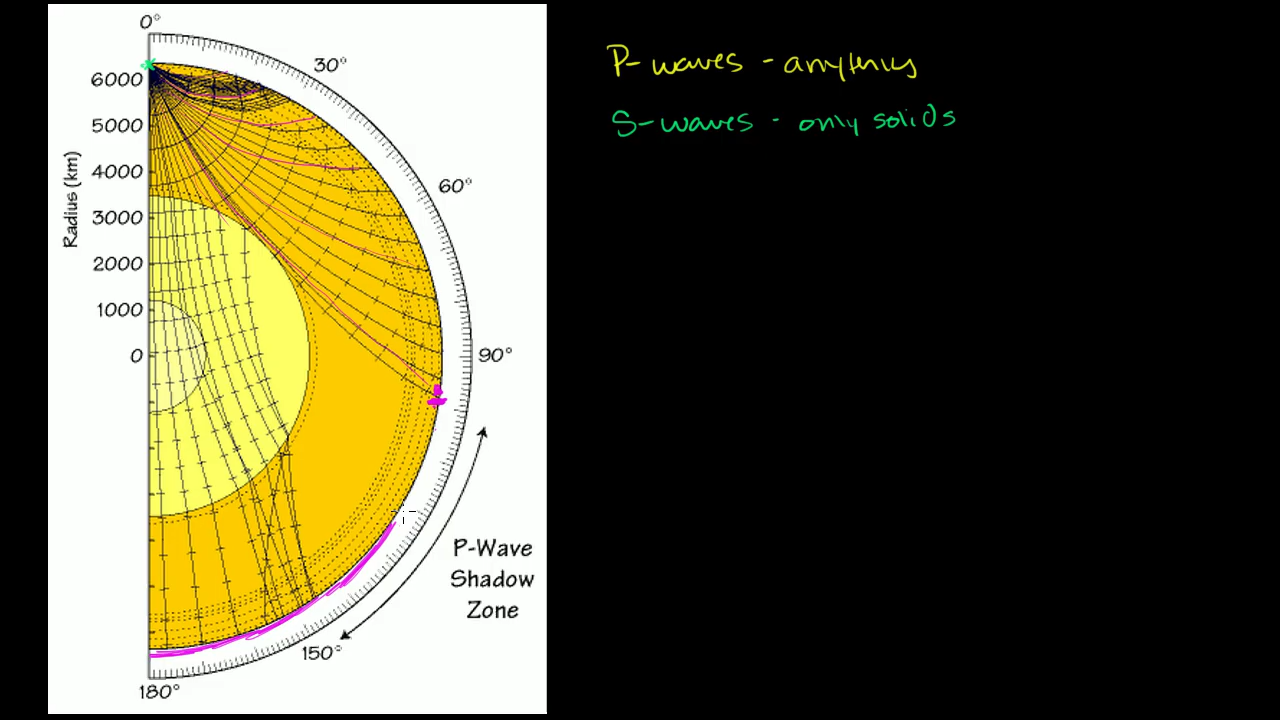 0°
30°
60°
90°
150°
180°
6000
5000
4000
3000
2000
1000
0
Radius (km)
P-Wave
Shadow
Zone
P-waves - anything
S-waves - only solids